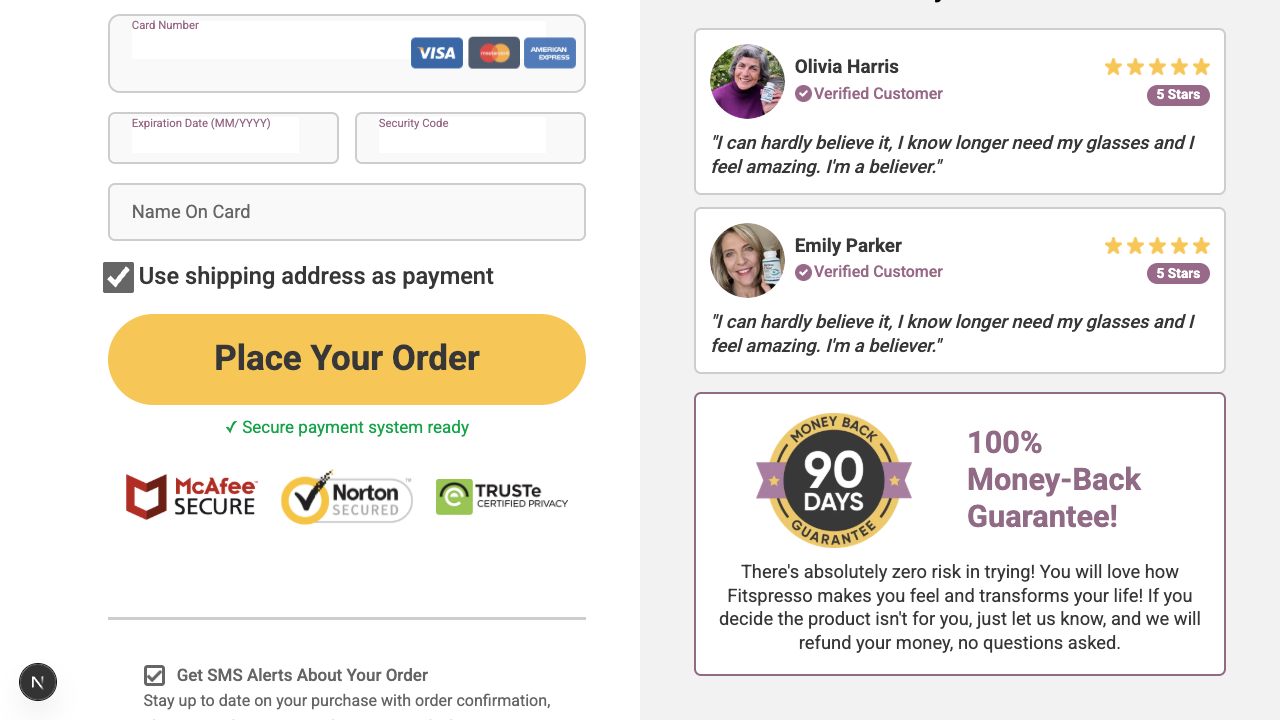 Card Number
VISA
mastercard
AMERICAN
EXPRESS
Expiration Date (MM/YYYY)
Security Code
Name On Card
Use shipping address as payment
Place Your Order
✓ Secure payment system ready
McAfee™
SECURE
Norton™
SECURED
TRUSTe
CERTIFIED PRIVACY
Get SMS Alerts About Your Order
Stay up to date on your purchase with order confirmation,
N
Olivia Harris
Verified Customer
5 Stars
"I can hardly believe it, I know longer need my glasses and I
feel amazing. I'm a believer."
Emily Parker
Verified Customer
5 Stars
"I can hardly believe it, I know longer need my glasses and I
feel amazing. I'm a believer."
MONEY BACK
90
DAYS
GUARANTEE
100%
Money-Back
Guarantee!
There's absolutely zero risk in trying! You will love how
Fitspresso makes you feel and transforms your life! If you
decide the product isn't for you, just let us know, and we will
refund your money, no questions asked.